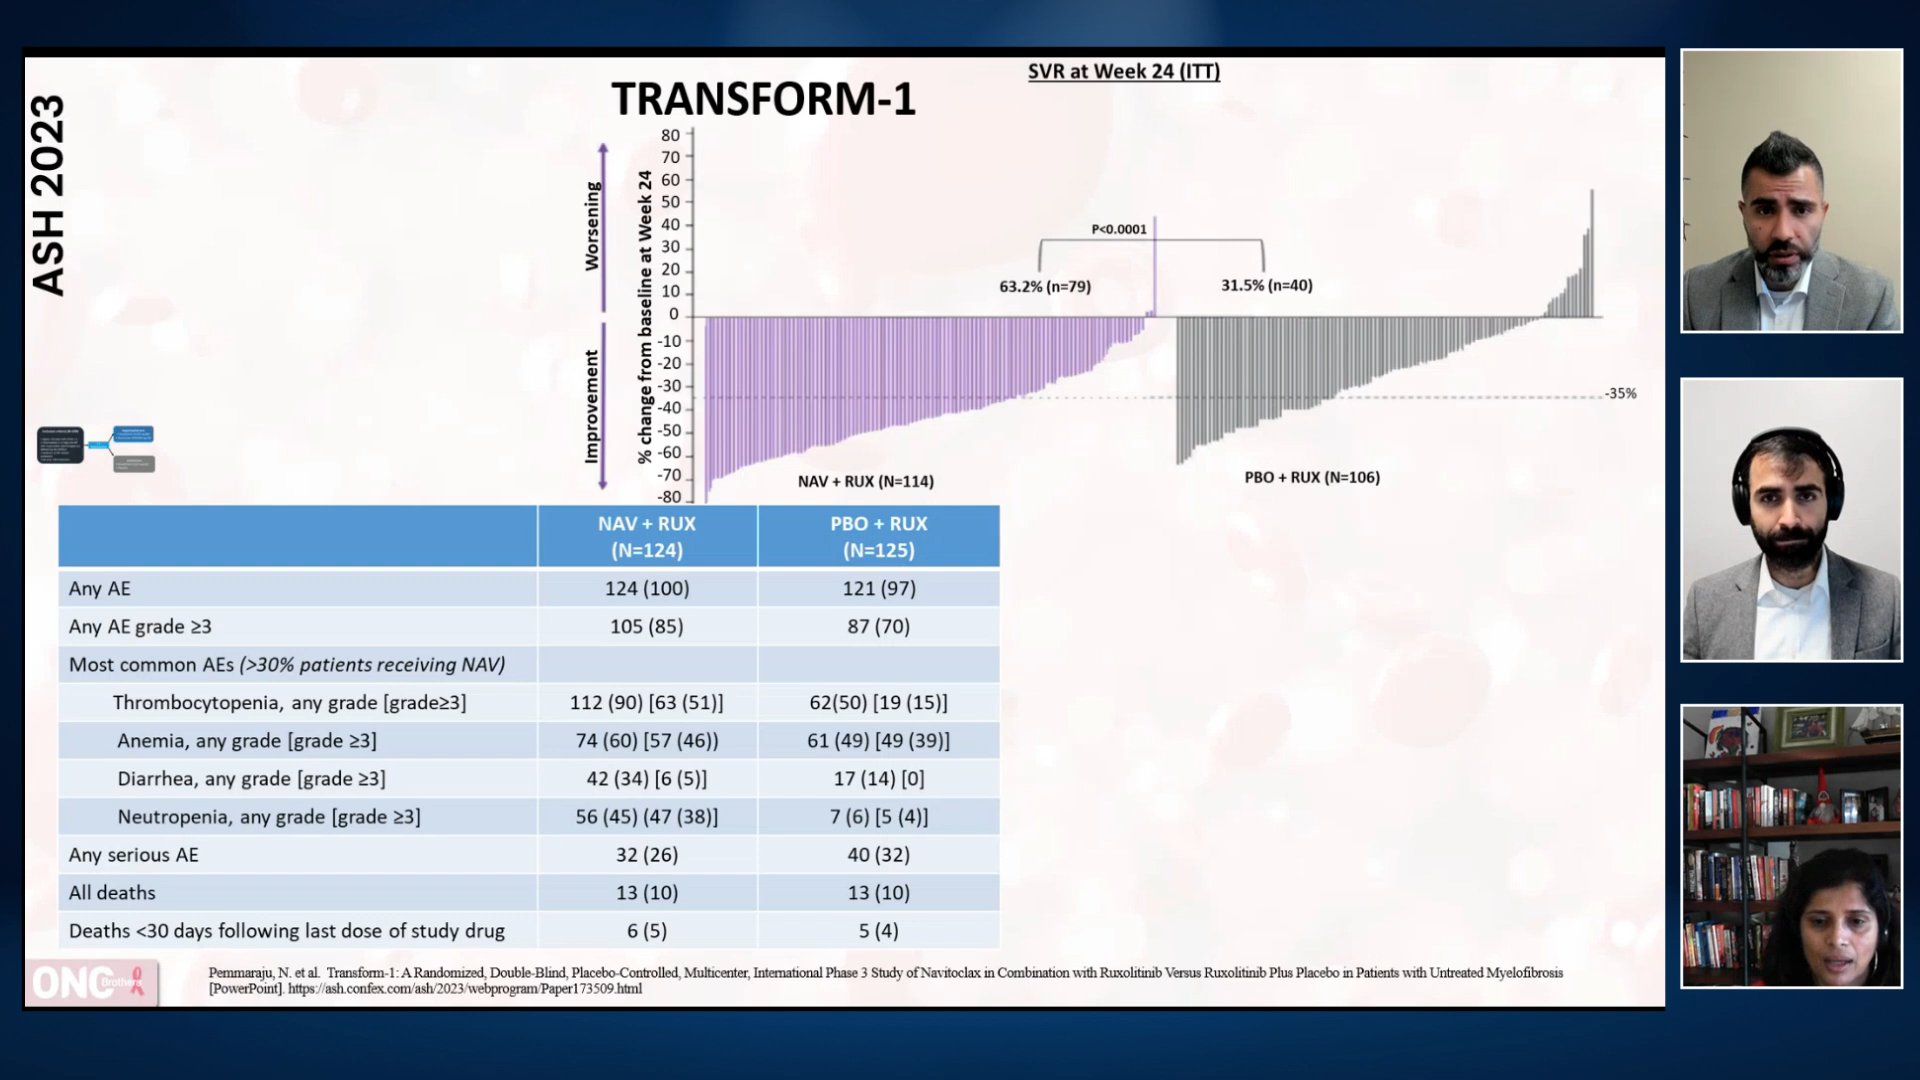 ASH 2023
TRANSFORM-1
SVR at Week 24 (ITT)
Worsening
Improvement
% change from baseline at Week 24
80
70
60
50
40
30
20
10
0
-10
-20
-30
-40
-50
-60
-70
-80
P<0.0001
63.2% (n=79)
31.5% (n=40)
-35%
NAV + RUX (N=114)
PBO + RUX (N=106)
NAV + RUX PBO + RUX
(N=124) (N=125)
Any AE 124 (100) 121 (97)
Any AE grade ≥3 105 (85) 87 (70)
Most common AEs (>30% patients receiving NAV)
Thrombocytopenia, any grade [grade≥3] 112 (90) [63 (51)] 62(50) [19 (15)]
Anemia, any grade [grade ≥3] 74 (60) [57 (46)) 61 (49) [49 (39)]
Diarrhea, any grade [grade ≥3] 42 (34) [6 (5)] 17 (14) [0]
Neutropenia, any grade [grade ≥3] 56 (45) (47 (38)] 7 (6) [5 (4)]
Any serious AE 32 (26) 40 (32)
All deaths 13 (10) 13 (10)
Deaths <30 days following last dose of study drug 6 (5) 5 (4)
ONC Brothers
Pemmaraju, N. et al. Transform-1: A Randomized, Double-Blind, Placebo-Controlled, Multicenter, International Phase 3 Study of Navitoclax in Combination with Ruxolitinib Versus Ruxolitinib Plus Placebo in Patients with Untreated Myelofibrosis
[PowerPoint]. https://ash.confex.com/ash/2023/webprogram/Paper173509.html